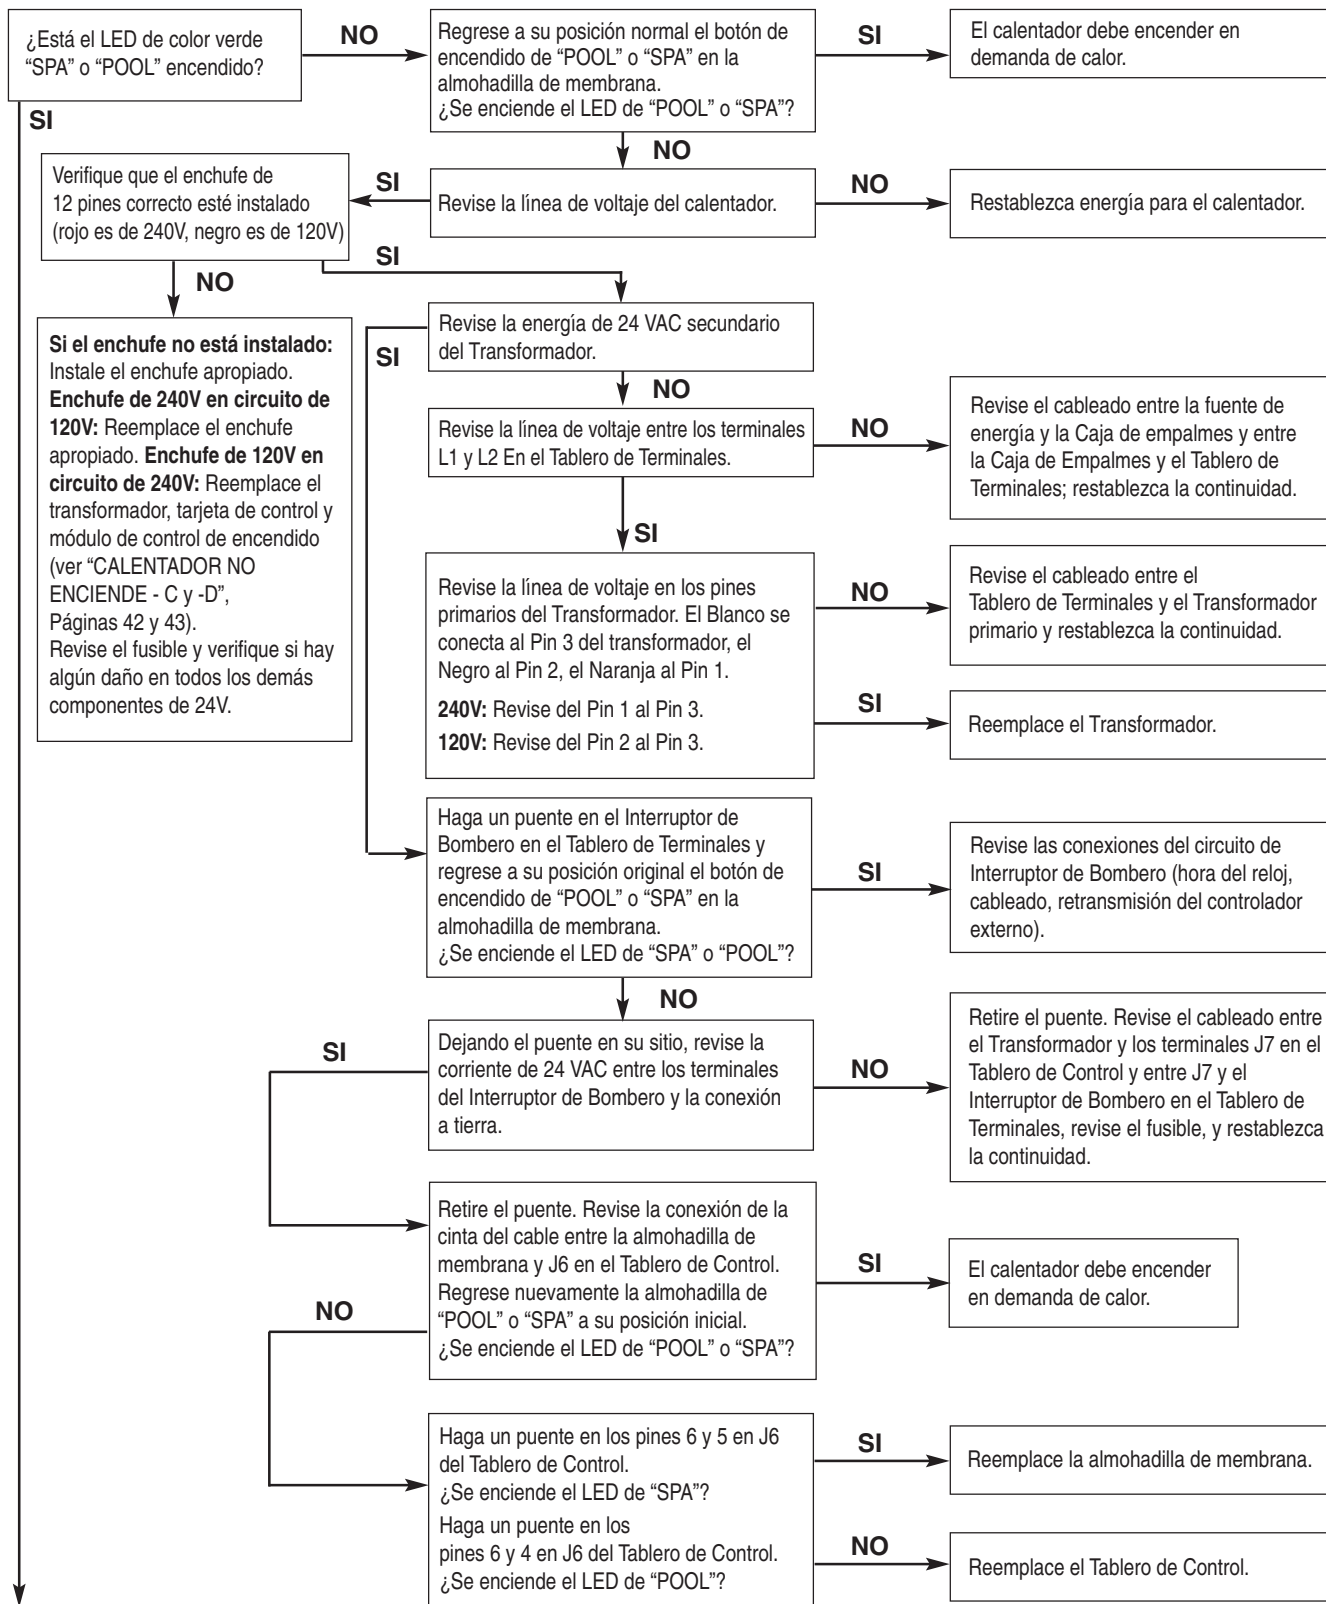 ¿Está el LED de color verde
“SPA” o “POOL” encendido?
NO
Regrese a su posición normal el botón de
encendido de “POOL” o “SPA” en la
almohadilla de membrana.
¿Se enciende el LED de “POOL” o “SPA”?
SI
El calentador debe encender en
demanda de calor.
SI
NO
Verifique que el enchufe de
12 pines correcto esté instalado
(rojo es de 240V, negro es de 120V)
SI
Revise la línea de voltaje del calentador.
NO
Restablezca energía para el calentador.
SI
NO
Si el enchufe no está instalado:
Instale el enchufe apropiado.
Enchufe de 240V en circuito de
120V: Reemplace el enchufe
apropiado. Enchufe de 120V en
circuito de 240V: Reemplace el
transformador, tarjeta de control y
módulo de control de encendido
(ver “CALENTADOR NO
ENCIENDE - C y -D”,
Páginas 42 y 43).
Revise el fusible y verifique si hay
algún daño en todos los demás
componentes de 24V.
Revise la energía de 24 VAC secundario
del Transformador.
SI
NO
Revise la línea de voltaje entre los terminales
L1 y L2 En el Tablero de Terminales.
NO
Revise el cableado entre la fuente de
energía y la Caja de empalmes y entre
la Caja de Empalmes y el Tablero de
Terminales; restablezca la continuidad.
SI
Revise la línea de voltaje en los pines
primarios del Transformador. El Blanco se
conecta al Pin 3 del transformador, el
Negro al Pin 2, el Naranja al Pin 1.
240V: Revise del Pin 1 al Pin 3.
120V: Revise del Pin 2 al Pin 3.
NO
Revise el cableado entre el
Tablero de Terminales y el Transformador
primario y restablezca la continuidad.
SI
Reemplace el Transformador.
Haga un puente en el Interruptor de
Bombero en el Tablero de Terminales y
regrese a su posición original el botón de
encendido de “POOL” o “SPA” en la
almohadilla de membrana.
¿Se enciende el LED de “SPA” o “POOL”?
SI
Revise las conexiones del circuito de
Interruptor de Bombero (hora del reloj,
cableado, retransmisión del controlador
externo).
NO
SI
Dejando el puente en su sitio, revise la
corriente de 24 VAC entre los terminales
del Interruptor de Bombero y la conexión
a tierra.
NO
Retire el puente. Revise el cableado entre
el Transformador y los terminales J7 en el
Tablero de Control y entre J7 y el
Interruptor de Bombero en el Tablero de
Terminales, revise el fusible, y restablezca
la continuidad.
Retire el puente. Revise la conexión de la
cinta del cable entre la almohadilla de
membrana y J6 en el Tablero de Control.
Regrese nuevamente la almohadilla de
“POOL” o “SPA” a su posición inicial.
¿Se enciende el LED de “POOL” o “SPA”?
SI
El calentador debe encender
en demanda de calor.
NO
Haga un puente en los pines 6 y 5 en J6
del Tablero de Control.
¿Se enciende el LED de “SPA”?
Haga un puente en los
pines 6 y 4 en J6 del Tablero de Control.
¿Se enciende el LED de “POOL”?
SI
Reemplace la almohadilla de membrana.
NO
Reemplace el Tablero de Control.